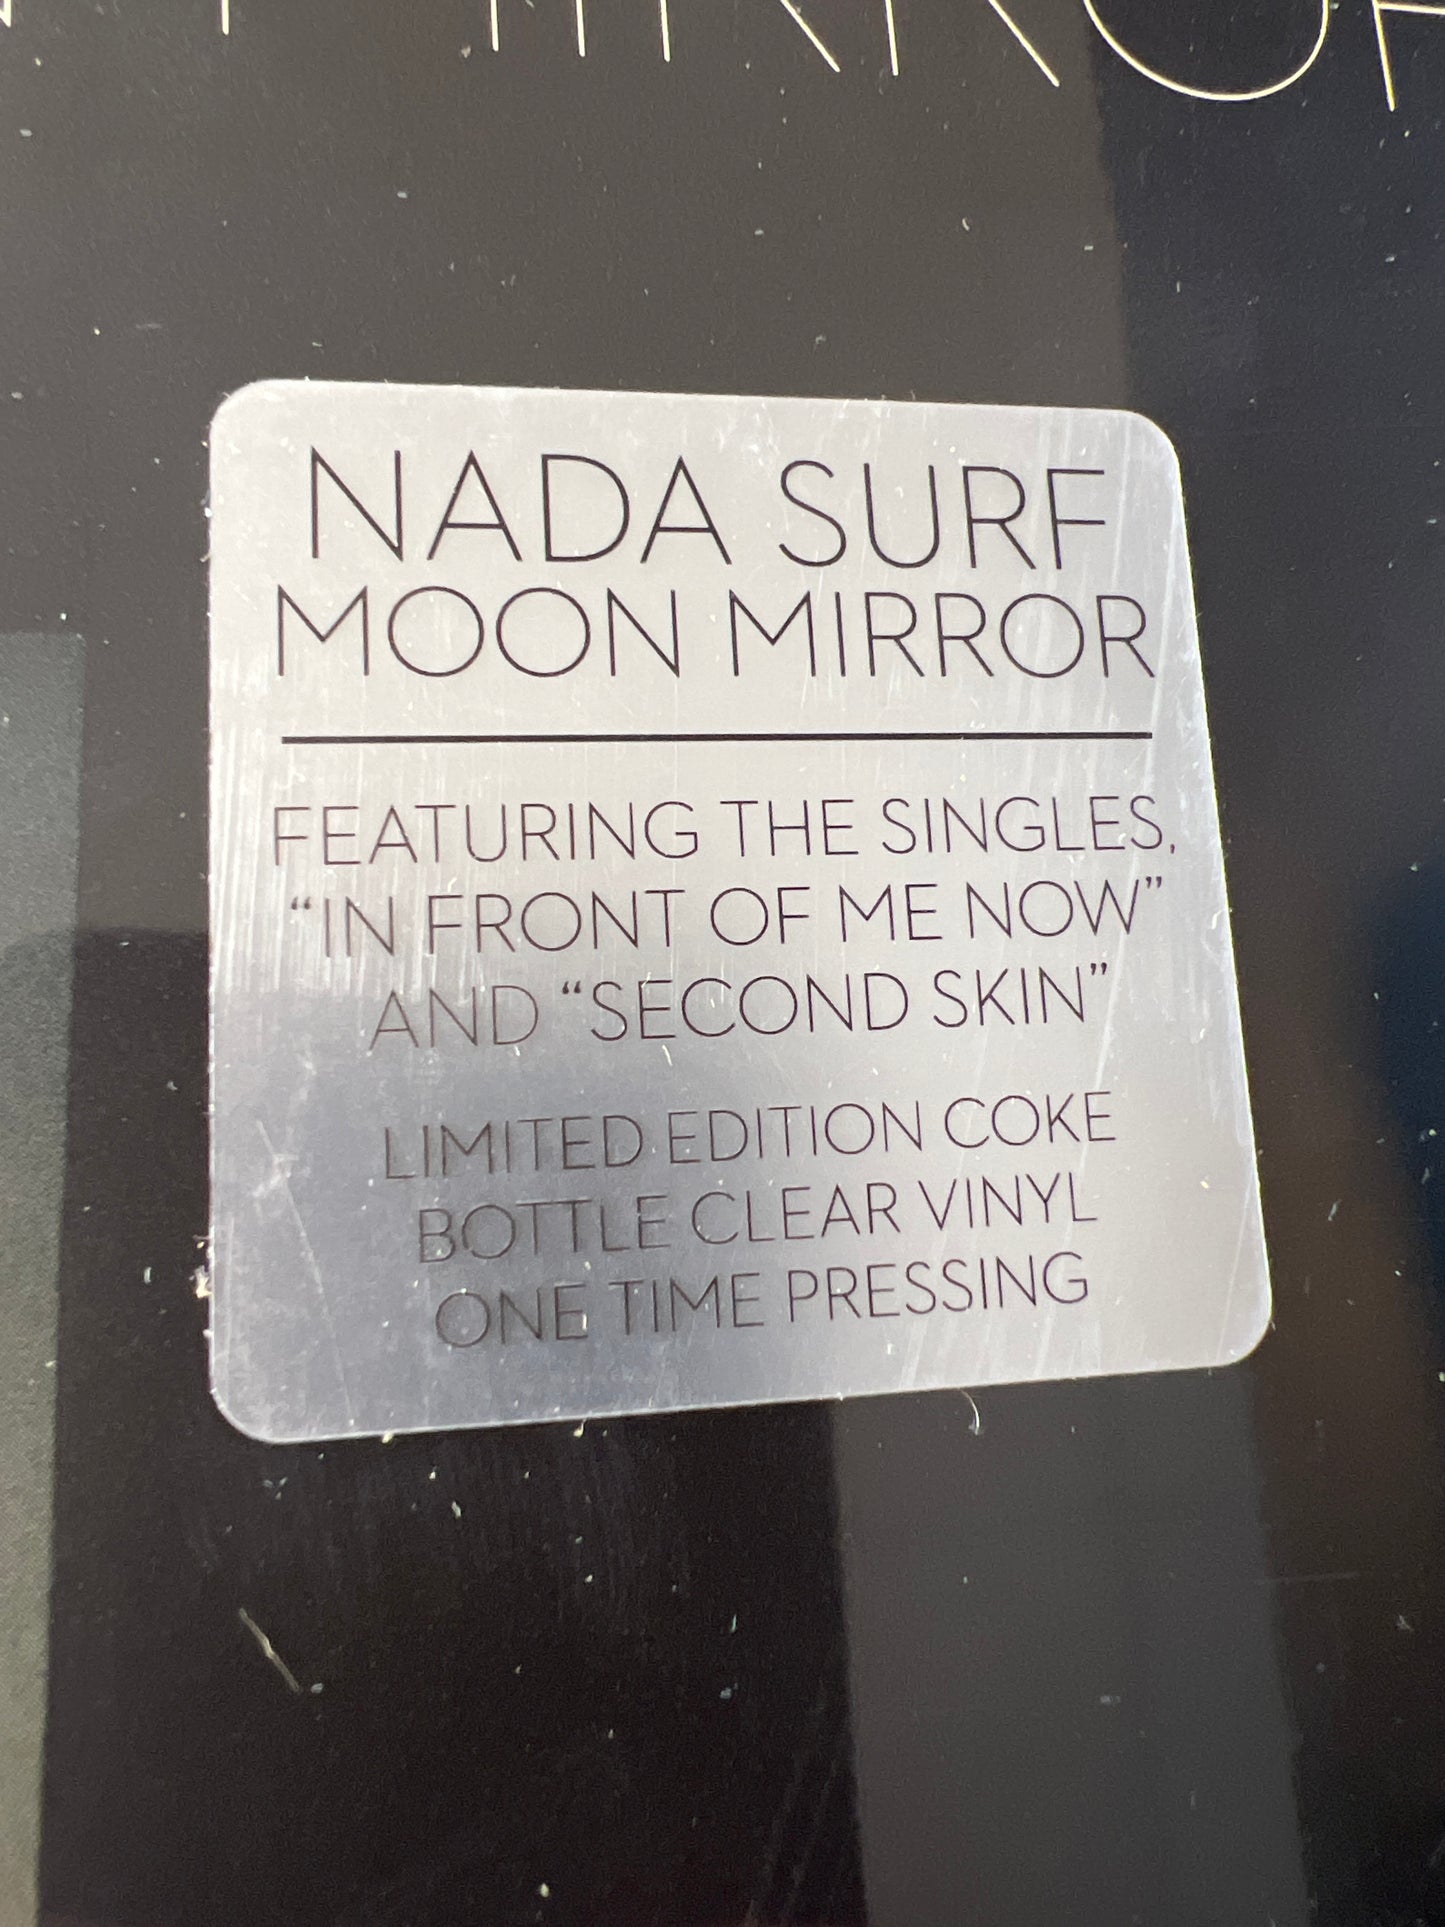 MIRROR
NADA SURF
MOON MIRROR
FEATURING THE SINGLES,
“IN FRONT OF ME NOW”
AND “SECOND SKIN”
LIMITED EDITION COKE
BOTTLE CLEAR VINYL
ONE TIME PRESSING